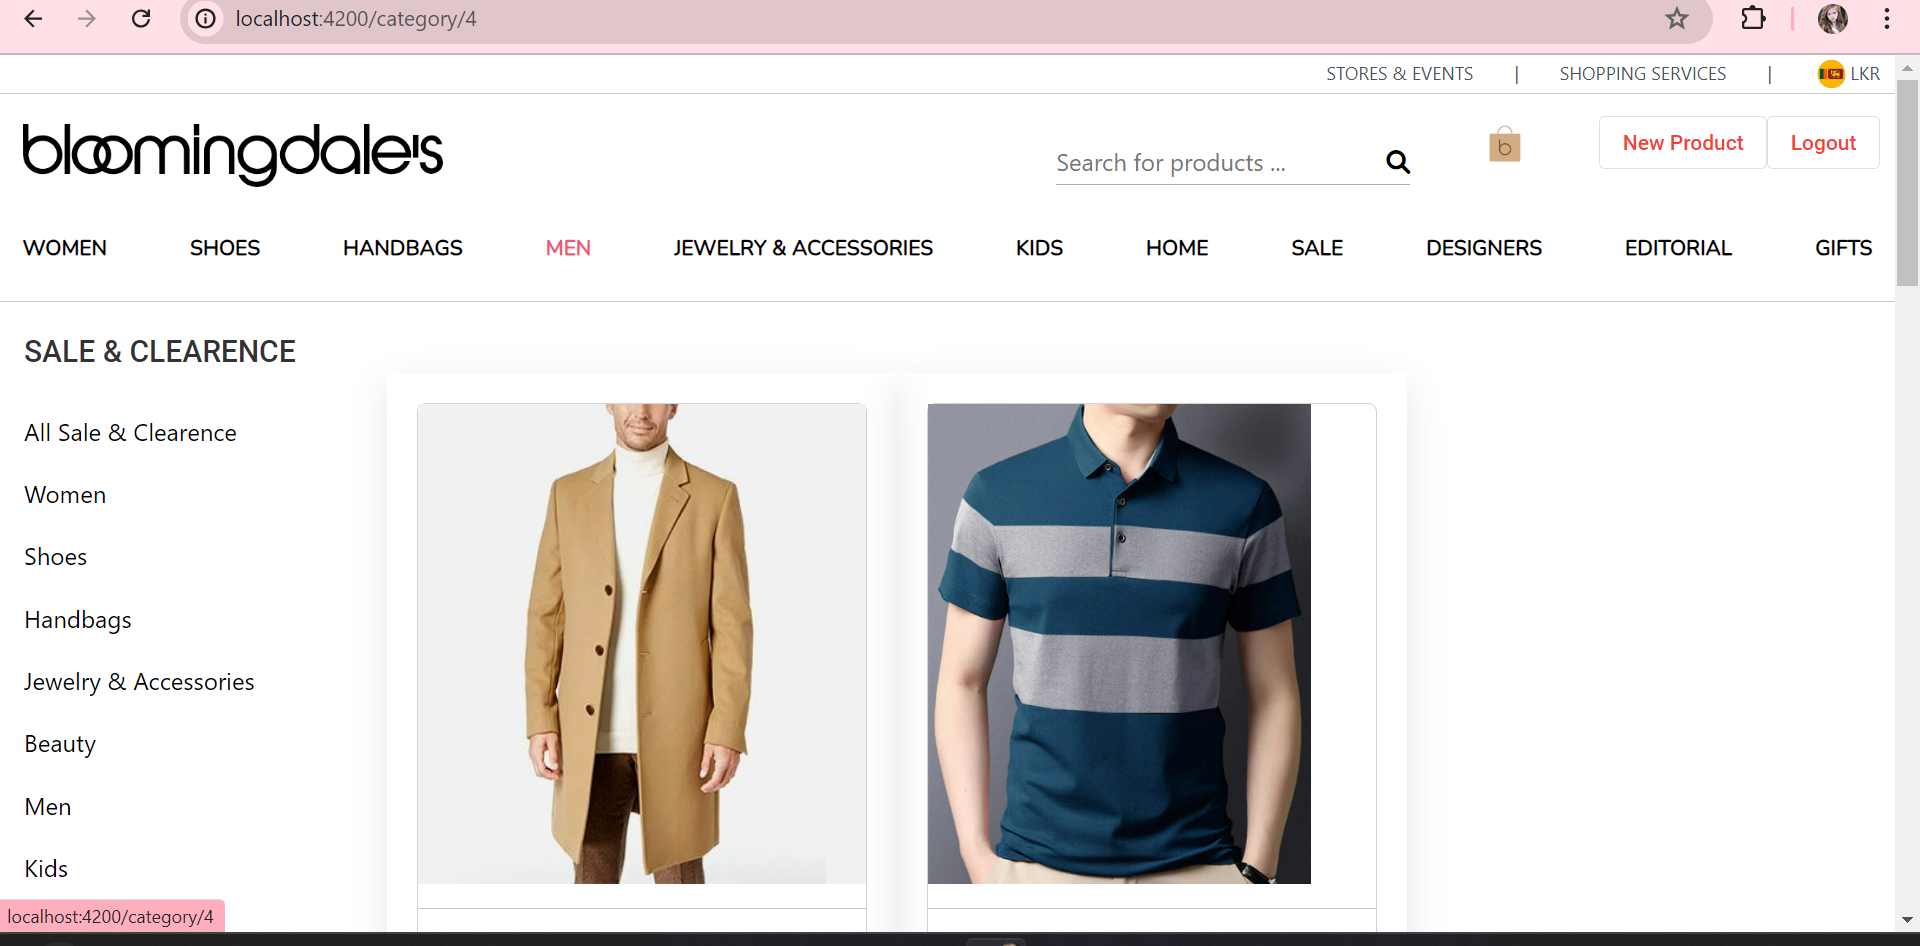 localhost:4200/category/4
STORES & EVENTS | SHOPPING SERVICES | LKR
bloomingdale's
Search for products ...
b
New Product Logout
WOMEN SHOES HANDBAGS MEN JEWELRY & ACCESSORIES KIDS HOME SALE DESIGNERS EDITORIAL GIFTS
SALE & CLEARENCE
All Sale & Clearence
Women
Shoes
Handbags
Jewelry & Accessories
Beauty
Men
Kids
localhost:4200/category/4